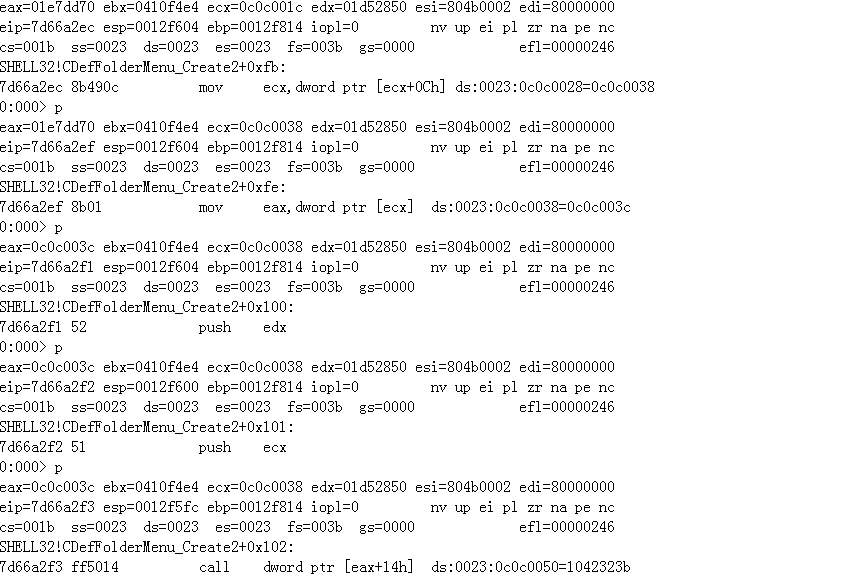 eax=01e7dd70 ebx=0410f4e4 ecx=0c0c001c edx=01d52850 esi=804b0002 edi=80000000
eip=7d66a2ec esp=0012f604 ebp=0012f814 iopl=0         nv up ei pl zr na pe nc
cs=001b  ss=0023  ds=0023  es=0023  fs=003b  gs=0000             efl=00000246
SHELL32!CDefFolderMenu_Create2+0xfb:
7d66a2ec 8b490c          mov     ecx,dword ptr [ecx+0Ch] ds:0023:0c0c0028=0c0c0038
0:000> p
eax=01e7dd70 ebx=0410f4e4 ecx=0c0c0038 edx=01d52850 esi=804b0002 edi=80000000
eip=7d66a2ef esp=0012f604 ebp=0012f814 iopl=0         nv up ei pl zr na pe nc
cs=001b  ss=0023  ds=0023  es=0023  fs=003b  gs=0000             efl=00000246
SHELL32!CDefFolderMenu_Create2+0xfe:
7d66a2ef 8b01            mov     eax,dword ptr [ecx]  ds:0023:0c0c0038=0c0c003c
0:000> p
eax=0c0c003c ebx=0410f4e4 ecx=0c0c0038 edx=01d52850 esi=804b0002 edi=80000000
eip=7d66a2f1 esp=0012f604 ebp=0012f814 iopl=0         nv up ei pl zr na pe nc
cs=001b  ss=0023  ds=0023  es=0023  fs=003b  gs=0000             efl=00000246
SHELL32!CDefFolderMenu_Create2+0x100:
7d66a2f1 52              push    edx
0:000> p
eax=0c0c003c ebx=0410f4e4 ecx=0c0c0038 edx=01d52850 esi=804b0002 edi=80000000
eip=7d66a2f2 esp=0012f600 ebp=0012f814 iopl=0         nv up ei pl zr na pe nc
cs=001b  ss=0023  ds=0023  es=0023  fs=003b  gs=0000             efl=00000246
SHELL32!CDefFolderMenu_Create2+0x101:
7d66a2f2 51              push    ecx
0:000> p
eax=0c0c003c ebx=0410f4e4 ecx=0c0c0038 edx=01d52850 esi=804b0002 edi=80000000
eip=7d66a2f3 esp=0012f5fc ebp=0012f814 iopl=0         nv up ei pl zr na pe nc
cs=001b  ss=0023  ds=0023  es=0023  fs=003b  gs=0000             efl=00000246
SHELL32!CDefFolderMenu_Create2+0x102:
7d66a2f3 ff5014          call    dword ptr [eax+14h]  ds:0023:0c0c0050=1042323b